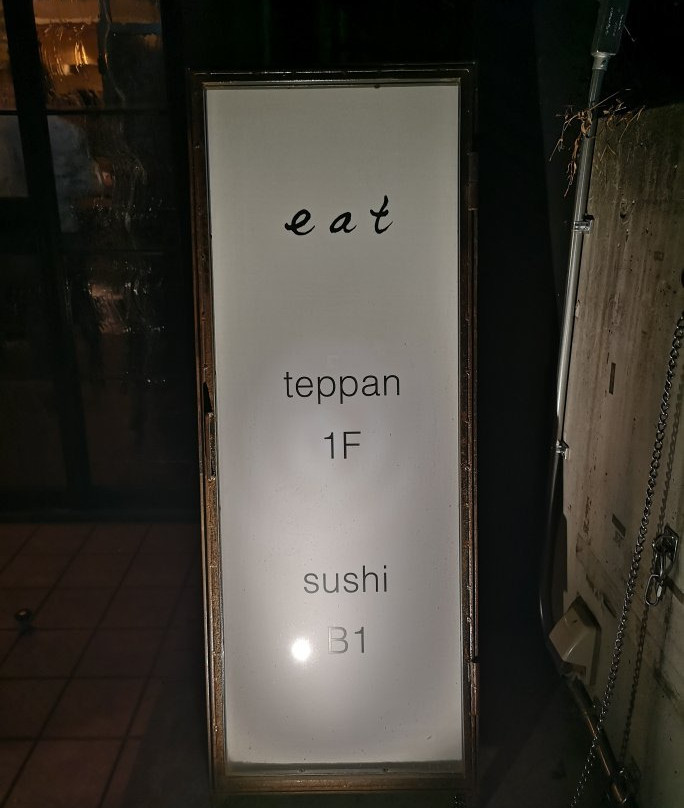 eat
teppan
1F
sushi
B1